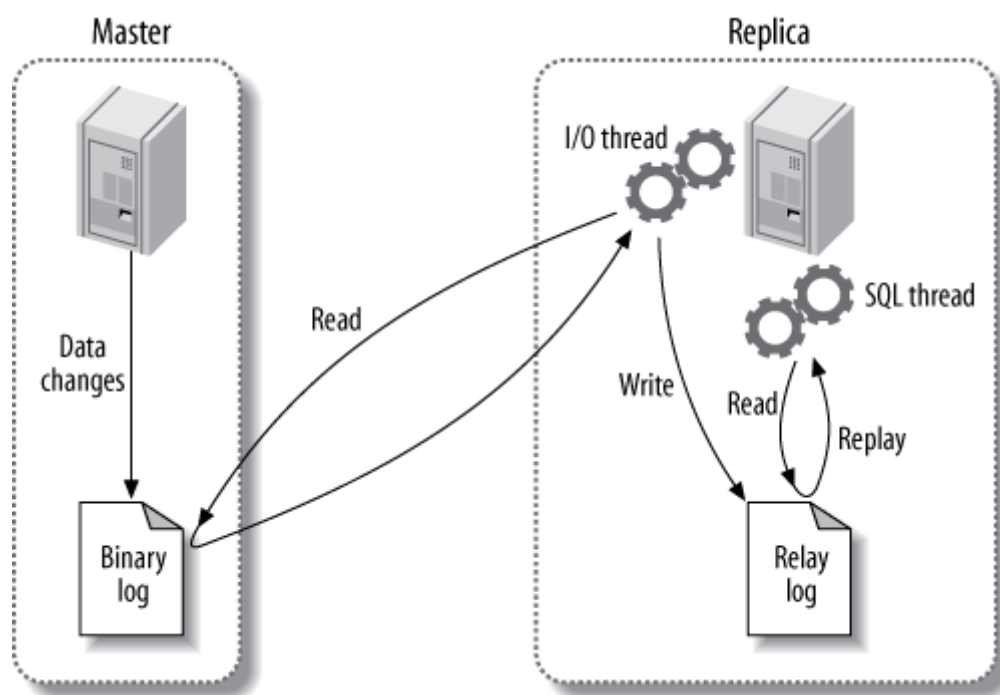 Master
Replica
I/O thread
SQL thread
Read
Data
changes
Write
Read
Replay
Binary
log
Relay
log